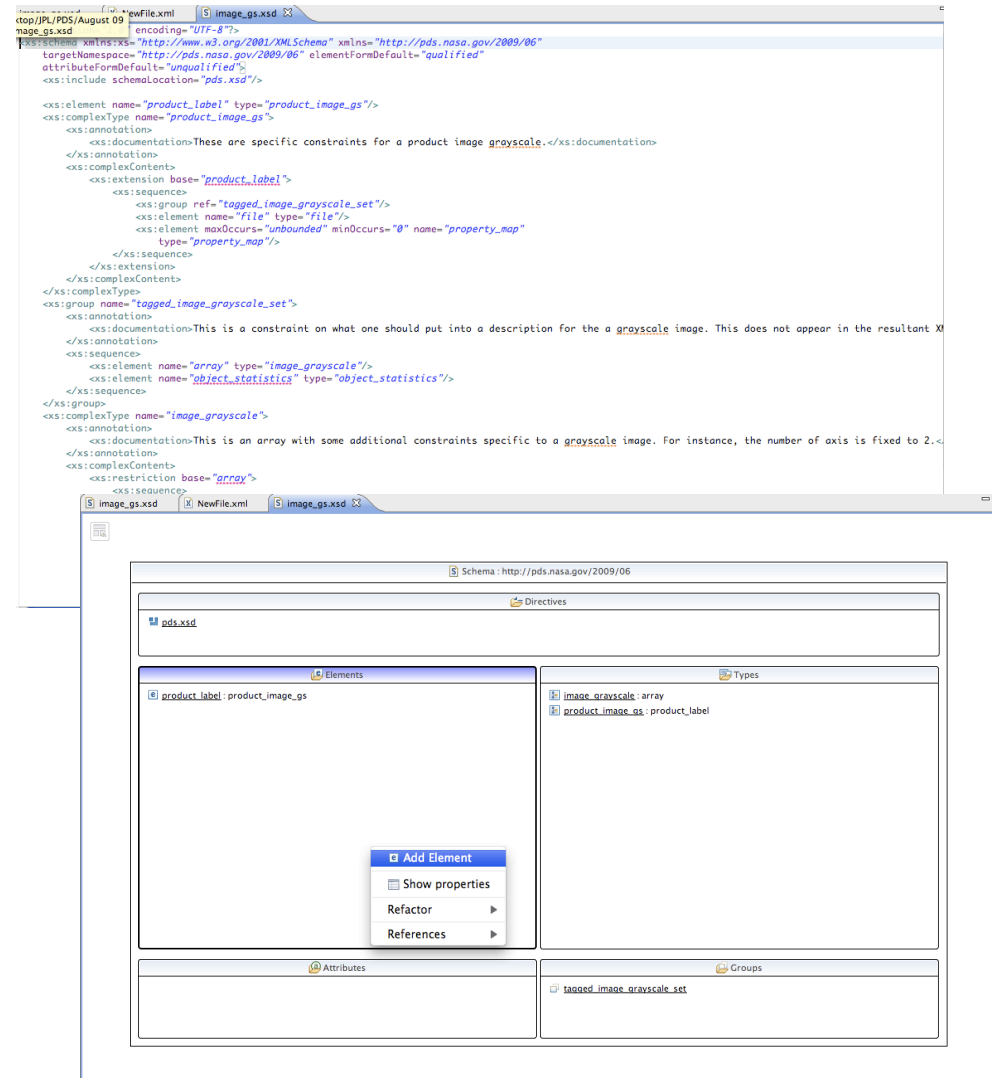 NewFile.xml image_gs.xsd
ktop/JPL/PDS/August 09
mage_gs.xsd encoding="UTF-8"?>
<xs:schema xmlns:xs="http://www.w3.org/2001/XMLSchema" xmlns="http://pds.nasa.gov/2009/06"
targetNamespace="http://pds.nasa.gov/2009/06" elementFormDefault="qualified"
attributeFormDefault="unqualified">
<xs:include schemaLocation="pds.xsd"/>
<xs:element name="product_label" type="product_image_gs"/>
<xs:complexType name="product_image_gs">
<xs:annotation>
<xs:documentation>These are specific constraints for a product image grayscale.</xs:documentation>
</xs:annotation>
<xs:complexContent>
<xs:extension base="product_label">
<xs:sequence>
<xs:group ref="tagged_image_grayscale_set"/>
<xs:element name="file" type="file"/>
<xs:element maxOccurs="unbounded" minOccurs="0" name="property_map"
type="property_map"/>
</xs:sequence>
</xs:extension>
</xs:complexContent>
</xs:complexType>
<xs:group name="tagged_image_grayscale_set">
<xs:annotation>
<xs:documentation>This is a constraint on what one should put into a description for the a grayscale image. This does not appear in the resultant
</xs:annotation>
<xs:sequence>
<xs:element name="array" type="image_grayscale"/>
<xs:element name="object_statistics" type="object_statistics"/>
</xs:sequence>
</xs:group>
<xs:complexType name="image_grayscale">
<xs:annotation>
<xs:documentation>This is an array with some additional constraints specific to a grayscale image. For instance, the number of axis is fixed to 2.<
</xs:annotation>
<xs:complexContent>
<xs:restriction base="array">
<xs:sequence>
image_gs.xsd NewFile.xml image_gs.xsd
Schema : http://pds.nasa.gov/2009/06
Directives
pds.xsd
Elements
product_label : product_image_gs
Types
image_grayscale : array
product_image_gs : product_label
Add Element
Show properties
Refactor
References
Attributes
Groups
tagged_image_grayscale_set